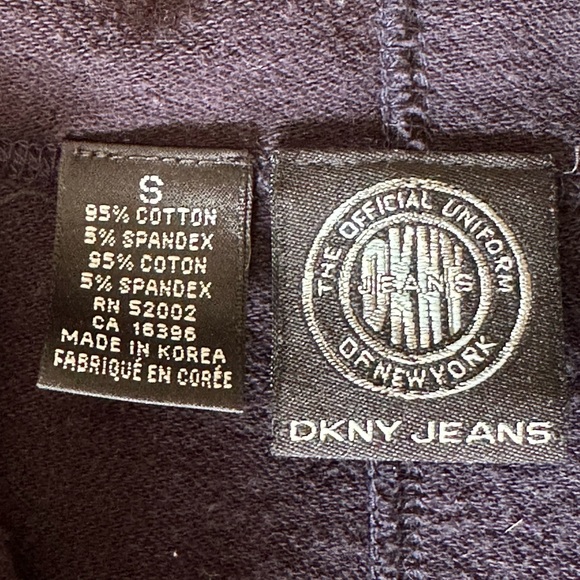 S
95% COTTON
5% SPANDEX
95% COTON
5% SPANDEX
RN 52002
CA 16396
MADE IN KOREA
FABRIQUÉ EN CORÉE
THE OFFICIAL UNIFORM
DKNY
JEANS
OF NEW YORK
DKNY JEANS